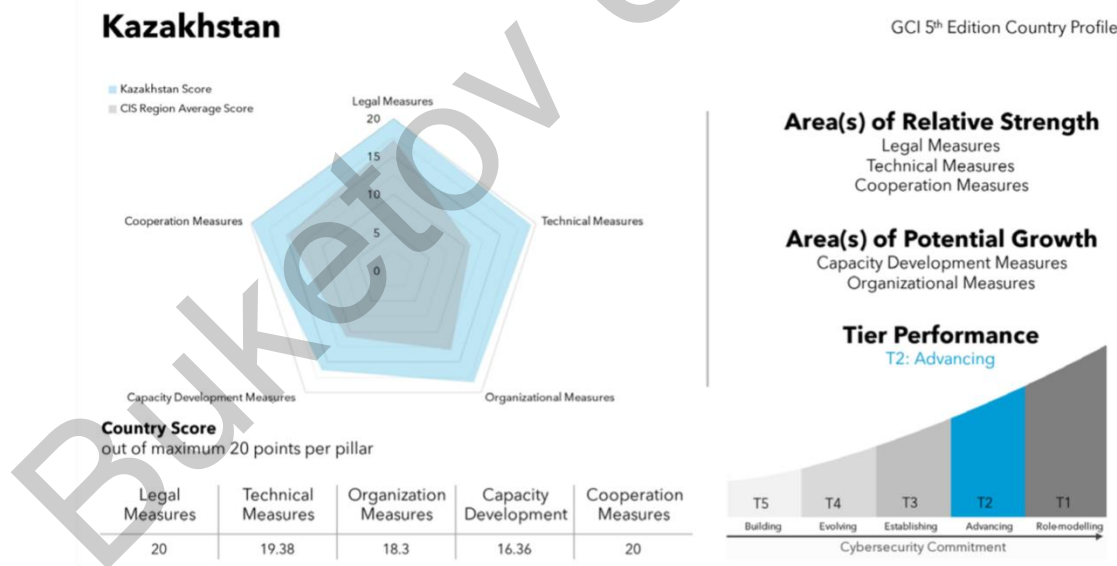 Kazakhstan
GCI 5th Edition Country Profile
Kazakhstan Score
CIS Region Average Score
Legal Measures
20
15
10
5
0
Cooperation Measures
Technical Measures
Capacity Development Measures
Organizational Measures
Area(s) of Relative Strength
Legal Measures
Technical Measures
Cooperation Measures
Area(s) of Potential Growth
Capacity Development Measures
Organizational Measures
Tier Performance
T2: Advancing
T5 T4 T3 T2 T1
Building Evolving Establishing Advancing Role-modelling
Cybersecurity Commitment
Country Score
out of maximum 20 points per pillar
Legal Technical Organization Capacity Cooperation
Measures Measures Measures Development Measures
20 19.38 18.3 16.36 20
Buketov